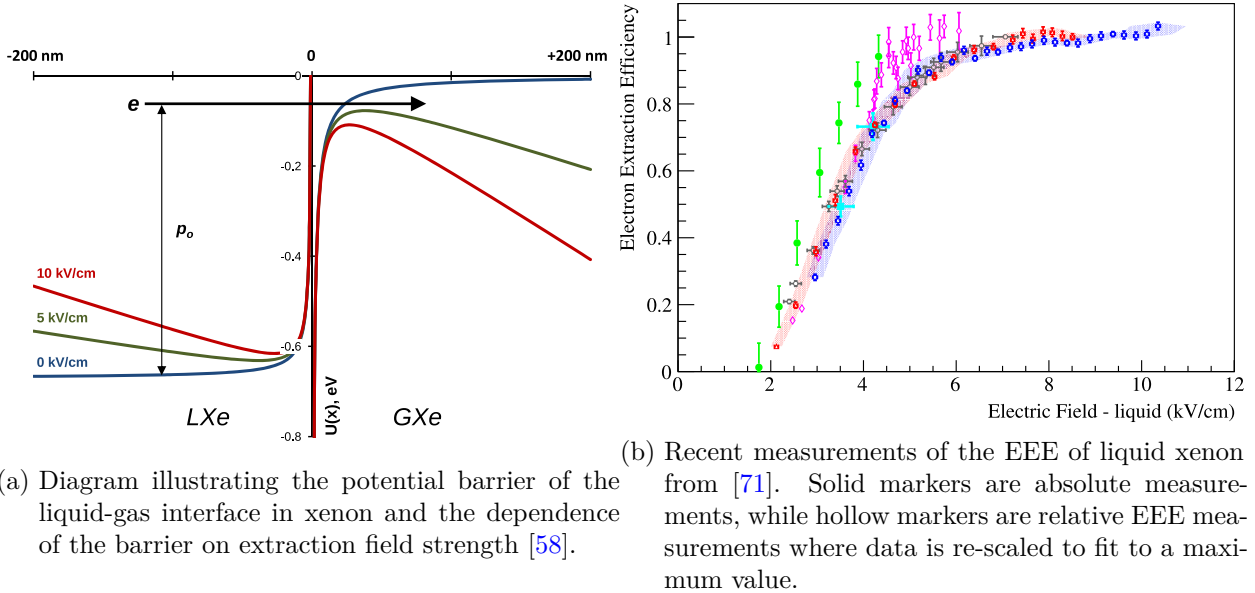 -200 nm
0
+200 nm
0
e
-0.2
pₒ
-0.4
10 kV/cm
5 kV/cm
-0.6
0 kV/cm
LXe
GXe
U(x), eV
-0.8
Electron Extraction Efficiency
1
0.8
0.6
0.4
0.2
0
0 2 4 6 8 10 12
Electric Field - liquid (kV/cm)
(a) Diagram illustrating the potential barrier of the
liquid-gas interface in xenon and the dependence
of the barrier on extraction field strength [58].
(b) Recent measurements of the EEE of liquid xenon
from [71]. Solid markers are absolute measure-
ments, while hollow markers are relative EEE mea-
surements where data is re-scaled to fit to a maxi-
mum value.